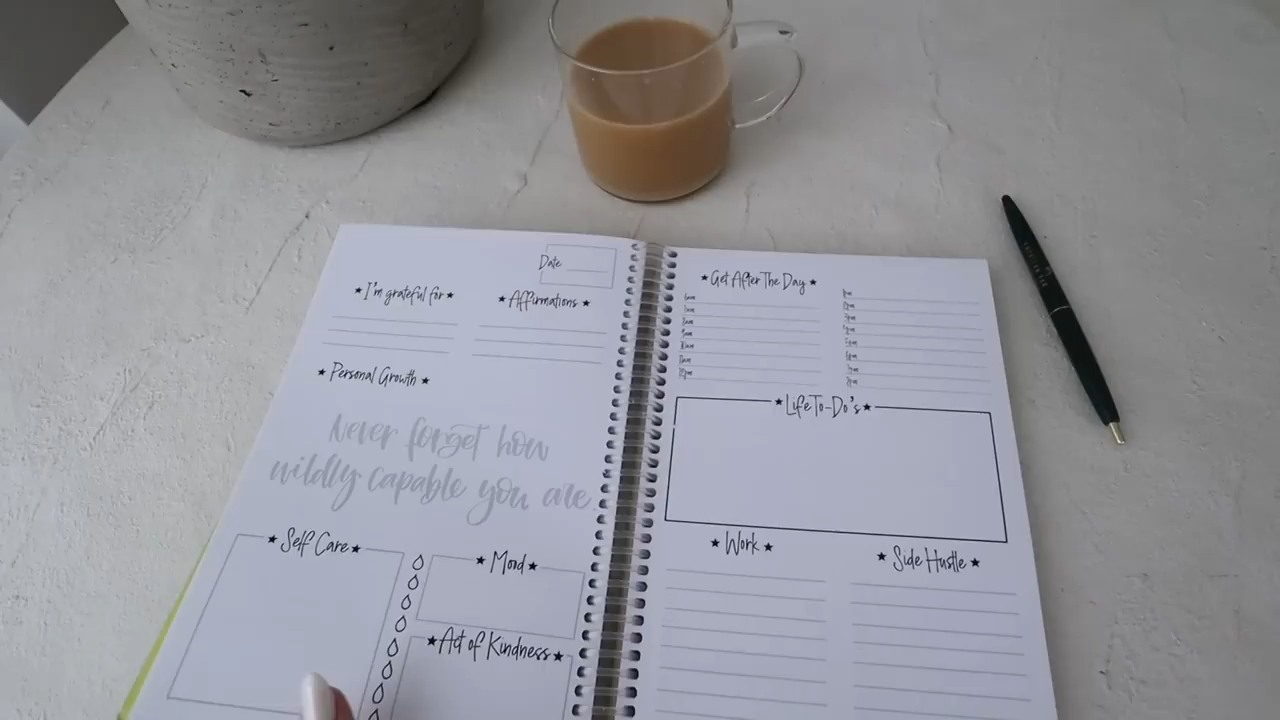 Date
I'm grateful for
Affirmations
Personal Growth
Never forget how
wildly capable you are.
Self Care
Mood
Act of Kindness
Get After The Day
Life To-Do's
Work
Side Hustle